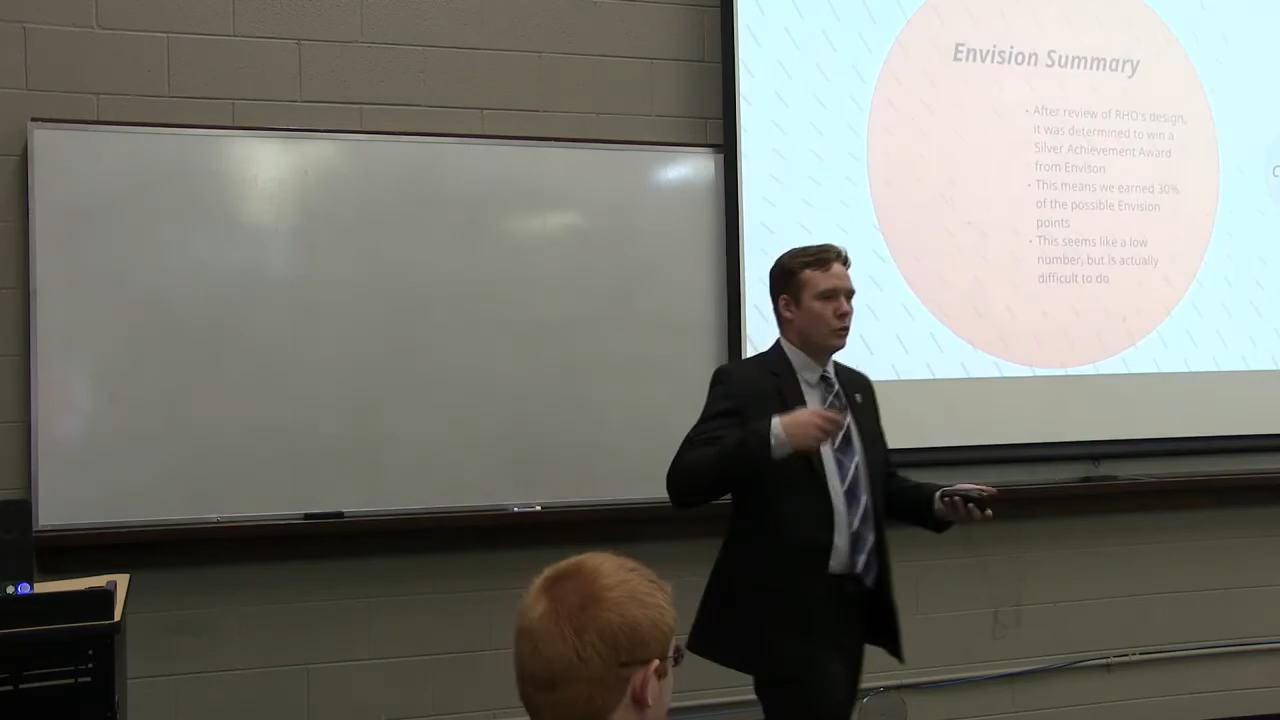 Envision Summary
• After review of RHO's design,
it was determined to win a
Silver Achievement Award
from Envison
• This means we earned 30%
of the possible Envision
points
• This seems like a low
number, but is actually
difficult to do
C